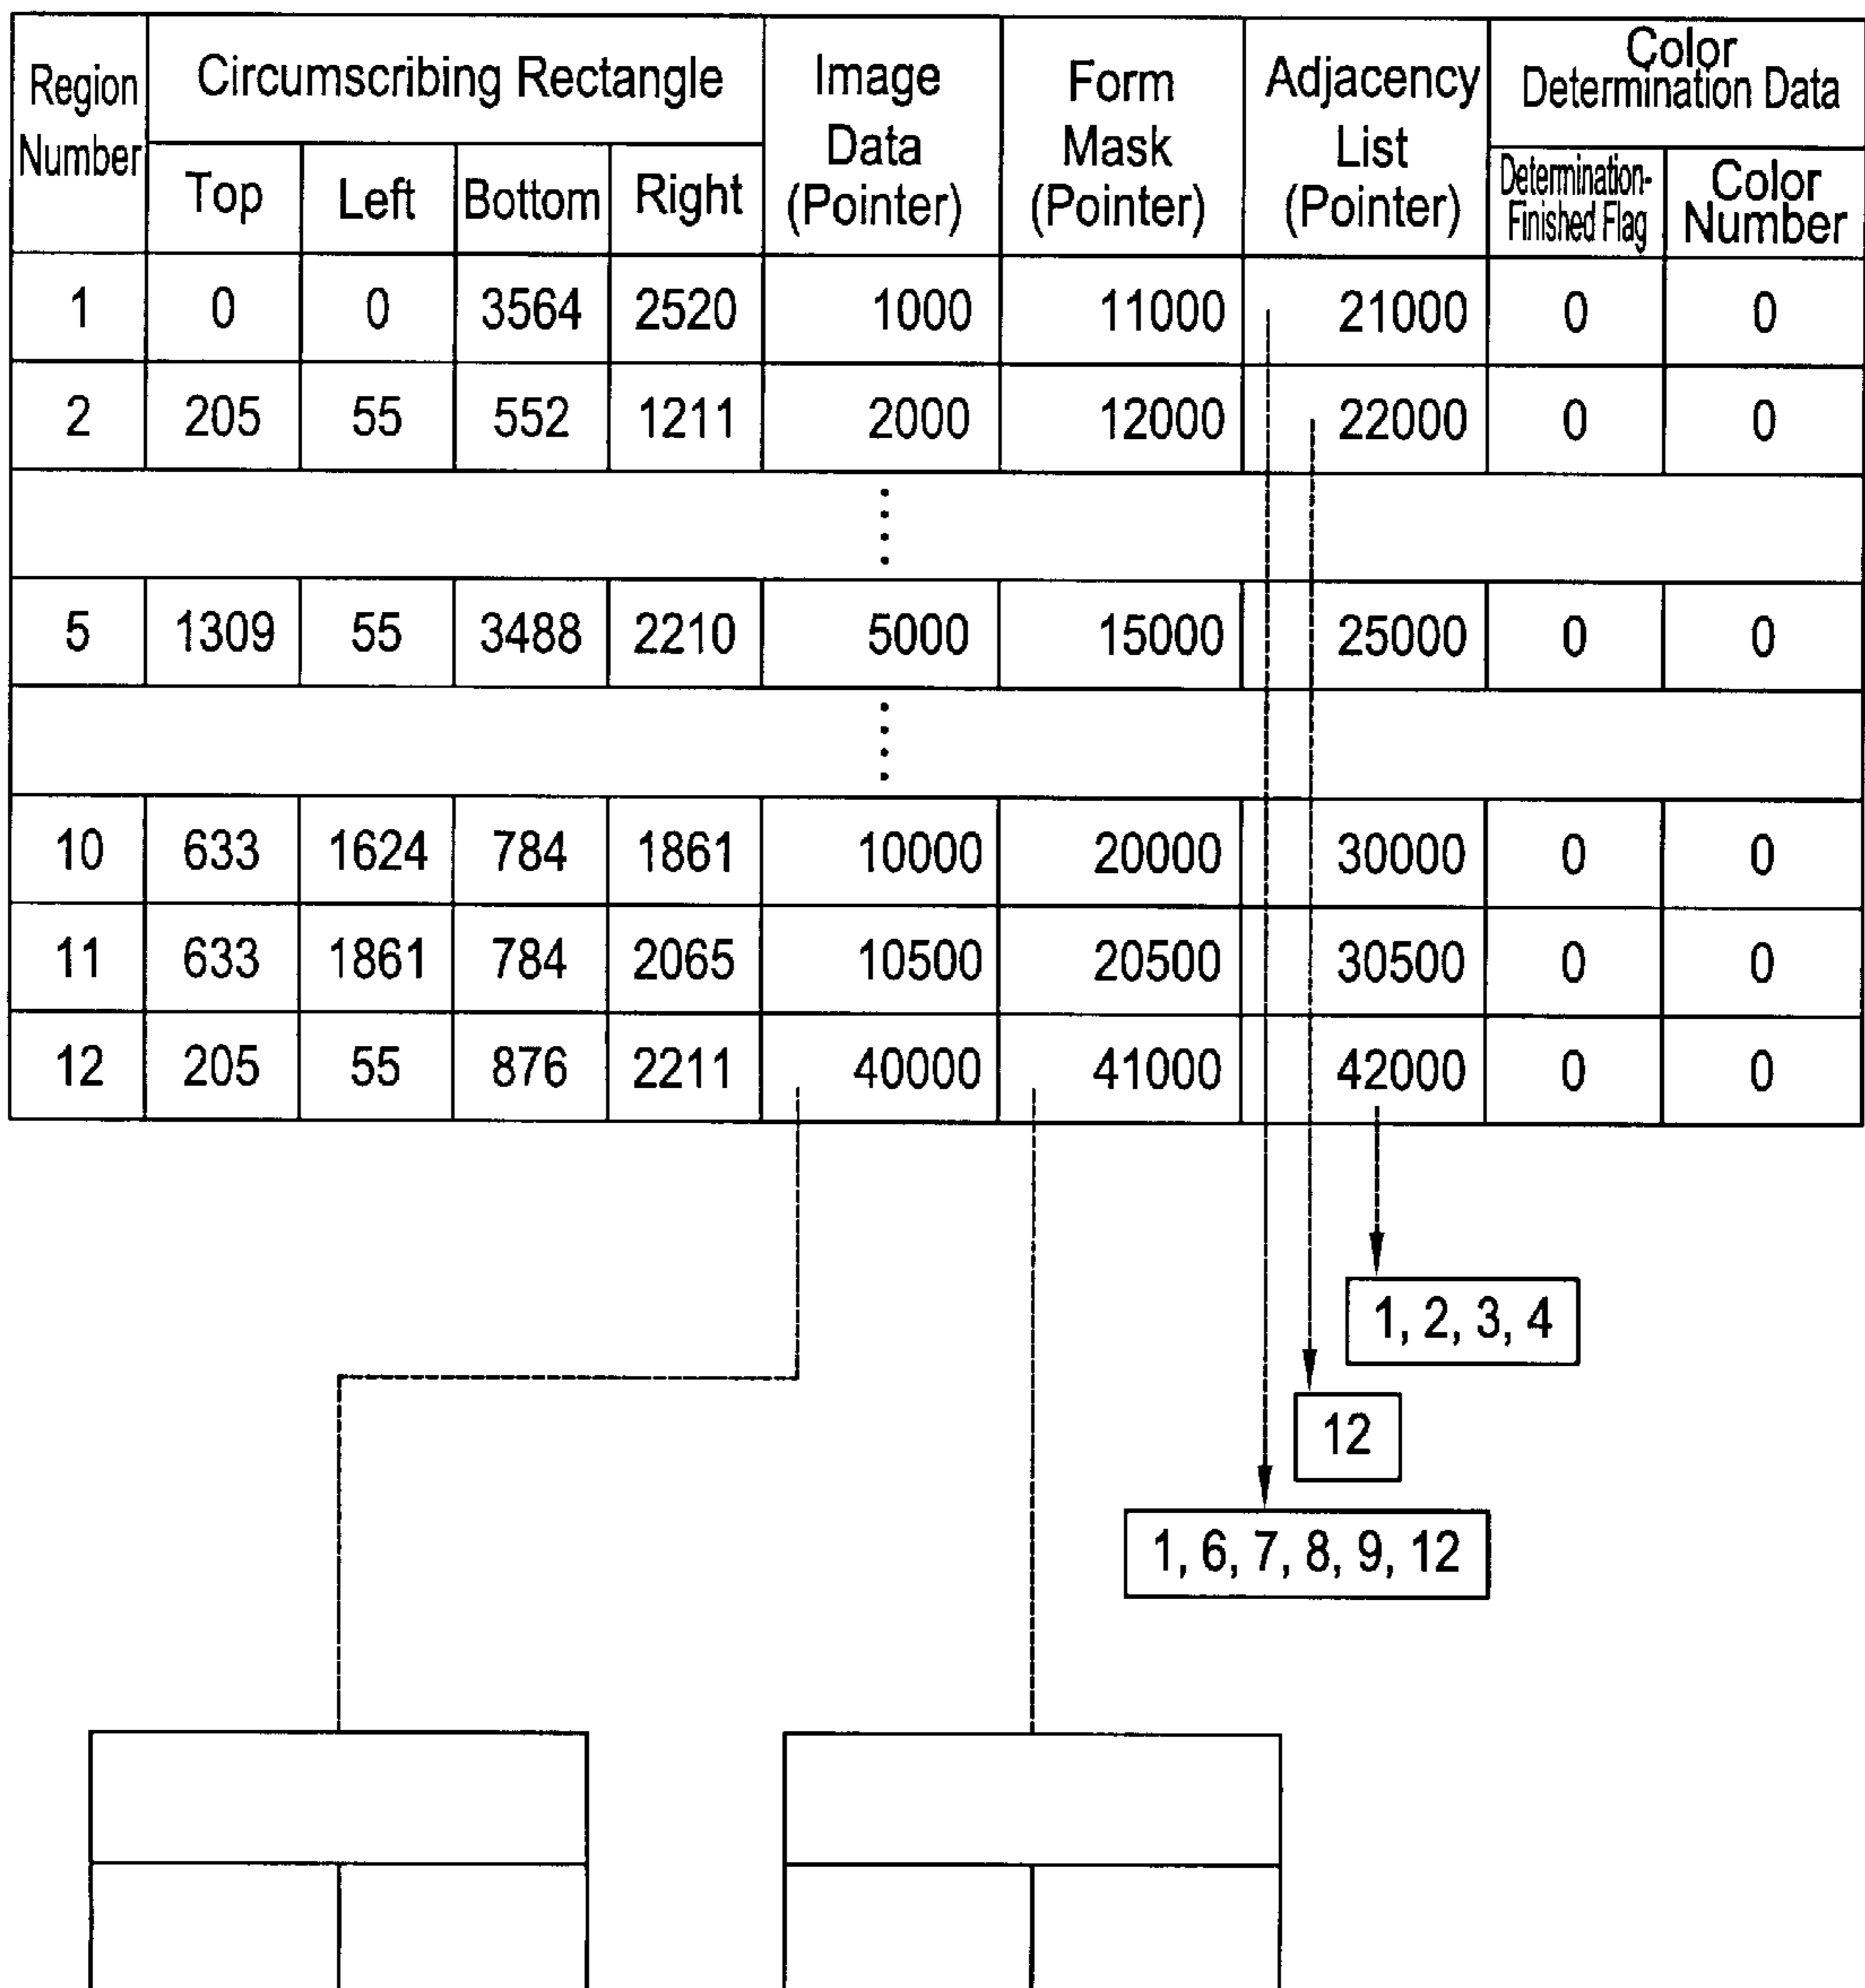 Region Number Circumscribing Rectangle Image Data (Pointer) Form Mask (Pointer) Adjacency List (Pointer) Color Determination Data
Top Left Bottom Right Determination-Finished Flag Color Number
1 0 0 3564 2520 1000 11000 21000 0 0
2 205 55 552 1211 2000 12000 22000 0 0
5 1309 55 3488 2210 5000 15000 25000 0 0
10 633 1624 784 1861 10000 20000 30000 0 0
11 633 1861 784 2065 10500 20500 30500 0 0
12 205 55 876 2211 40000 41000 42000 0 0
1, 2, 3, 4
12
1, 6, 7, 8, 9, 12